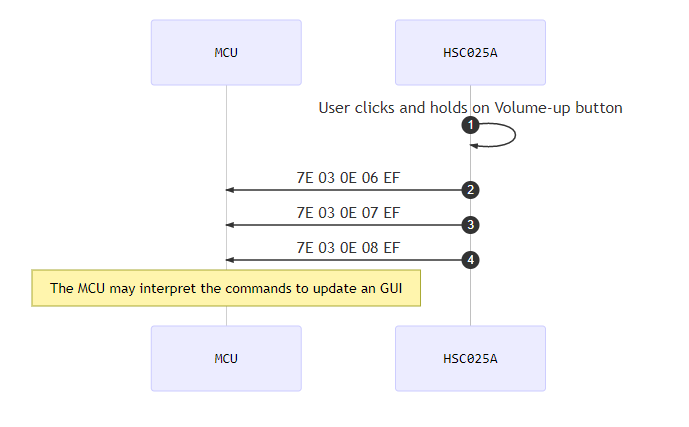 MCU
HSC025A
User clicks and holds on Volume-up button
1
7E 03 0E 06 EF
2
7E 03 0E 07 EF
3
7E 03 0E 08 EF
4
The MCU may interpret the commands to update an GUI
MCU
HSC025A